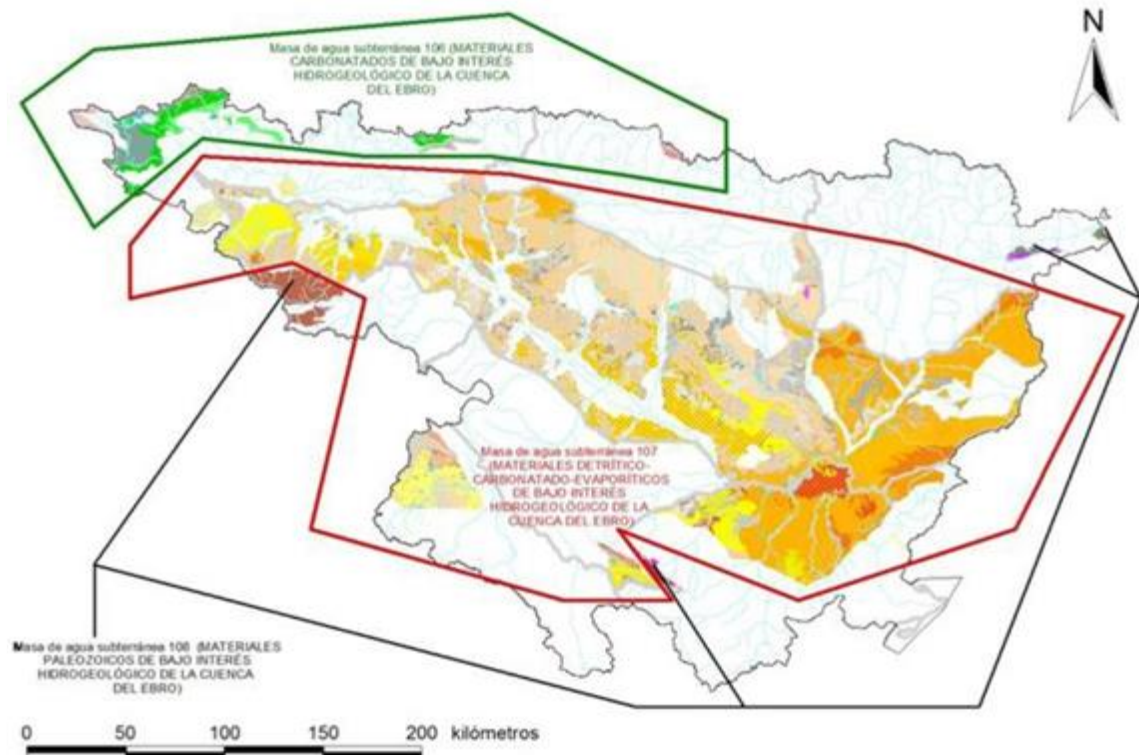 N
Masa de agua subterránea 106 (MATERIALES
CARBONATADOS DE BAJO INTERÉS
HIDROGEOLÓGICO DE LA CUENCA
DEL EBRO)
Masa de agua subterránea 107
(MATERIALES DETRÍTICO-
CARBONATADO-EVAPORÍTICOS
DE BAJO INTERÉS
HIDROGEOLÓGICO DE LA
CUENCA DEL EBRO)
Masa de agua subterránea 108 (MATERIALES
PALEOZOICOS DE BAJO INTERÉS
HIDROGEOLÓGICO DE LA CUENCA
DEL EBRO)
0 50 100 150 200 kilómetros